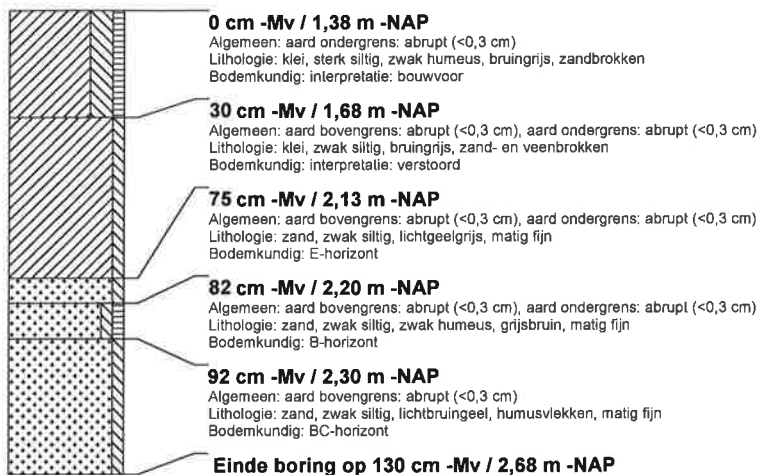 0 cm -Mv / 1,38 m -NAP
Algemeen: aard ondergrens: abrupt (<0,3 cm)
Lithologie: klei, sterk siltig, zwak humeus, bruingrijs, zandbrokken
Bodemkundig: interpretatie: bouwvoor
30 cm -Mv / 1,68 m -NAP
Algemeen: aard bovengrens: abrupt (<0,3 cm), aard ondergrens: abrupt (<0,3 cm)
Lithologie: klei, zwak siltig, bruingrijs, zand- en veenbrokken
Bodemkundig: interpretatie: verstoord
75 cm -Mv / 2,13 m -NAP
Algemeen: aard bovengrens: abrupt (<0,3 cm), aard ondergrens: abrupt (<0,3 cm)
Lithologie: zand, zwak siltig, lichtgeelgrijs, matig fijn
Bodemkundig: E-horizont
82 cm -Mv / 2,20 m -NAP
Algemeen: aard bovengrens: abrupt (<0,3 cm), aard ondergrens: abrupt (<0,3 cm)
Lithologie: zand, zwak siltig, zwak humeus, grijsbruin, matig fijn
Bodemkundig: B-horizont
92 cm -Mv / 2,30 m -NAP
Algemeen: aard bovengrens: abrupt (<0,3 cm)
Lithologie: zand, zwak siltig, lichtbruingeel, humusvlekken, matig fijn
Bodemkundig: BC-horizont
Einde boring op 130 cm -Mv / 2,68 m -NAP